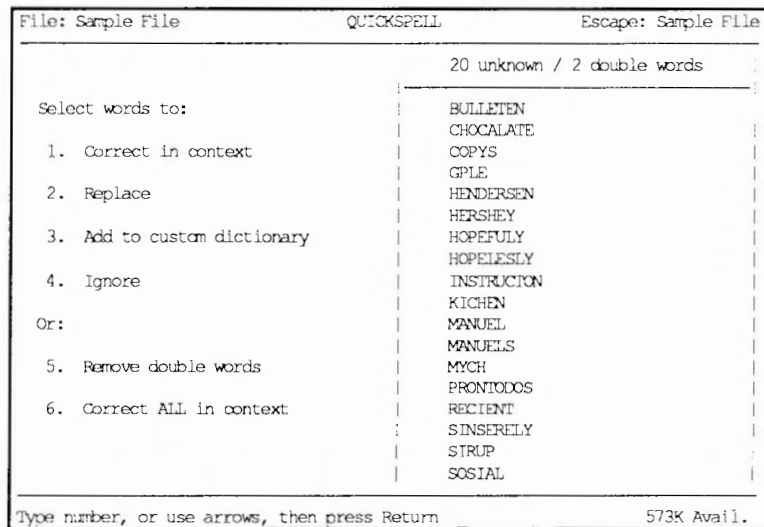 File: Sample File QUICKSPELL Escape: Sample File
20 unknown / 2 double words
Select words to:
1. Correct in context
2. Replace
3. Add to custom dictionary
4. Ignore
Or:
5. Remove double words
6. Correct ALL in context
BULLETEN
CHOCALATE
COPYS
GPLE
HENDERSEN
HERSHEY
HOPEFULY
HOPELESLY
INSTRUCTON
KICHEN
MANUEL
MANUELS
MYCH
PRONTODOS
RECIENT
SINSERELY
STRUP
SOSIAL
Type number, or use arrows, then press Return 573K Avail.